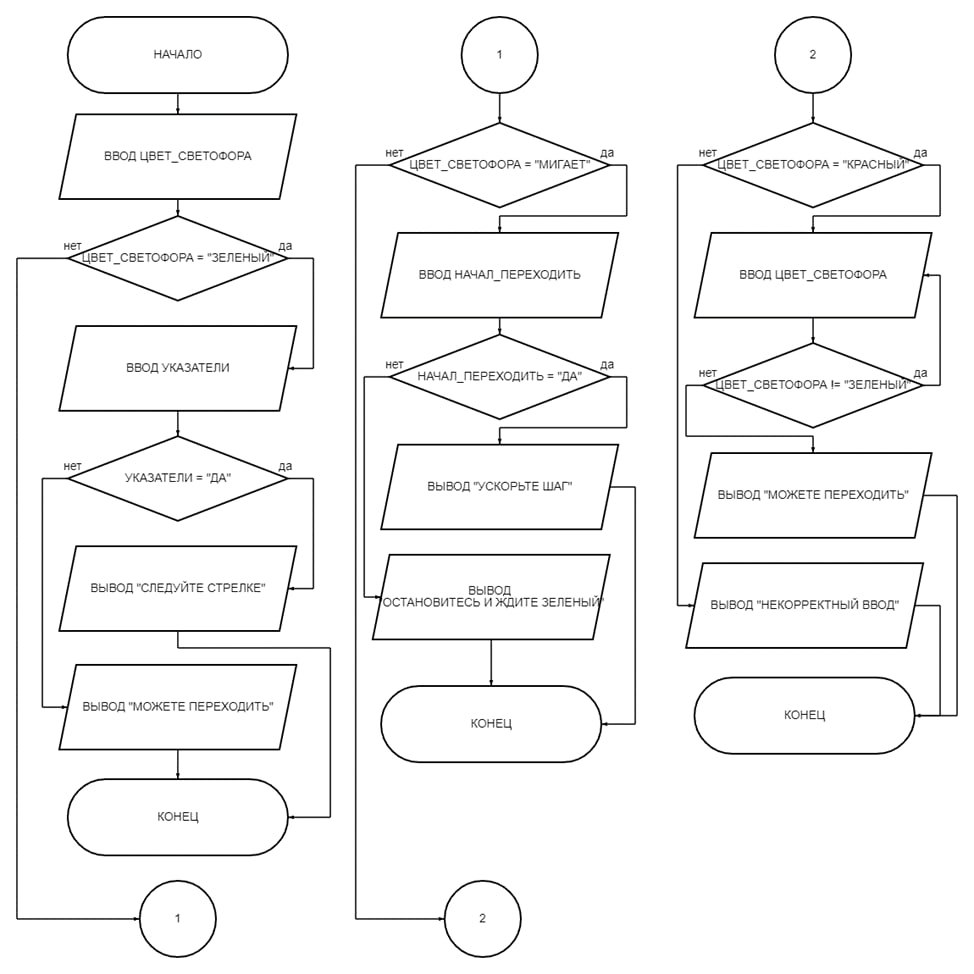 НАЧАЛО
ВВОД ЦВЕТ_СВЕТОФОРА
нет
да
ЦВЕТ_СВЕТОФОРА = "ЗЕЛЕНЫЙ"
ВВОД УКАЗАТЕЛИ
нет
да
УКАЗАТЕЛИ = "ДА"
ВЫВОД "СЛЕДУЙТЕ СТРЕЛКЕ"
ВЫВОД "МОЖЕТЕ ПЕРЕХОДИТЬ"
КОНЕЦ
1
1
нет
да
ЦВЕТ_СВЕТОФОРА = "МИГАЕТ"
ВВОД НАЧАЛ_ПЕРЕХОДИТЬ
нет
да
НАЧАЛ_ПЕРЕХОДИТЬ = "ДА"
ВЫВОД "УСКОРЬТЕ ШАГ"
ВЫВОД
"ОСТАНОВИТЕСЬ И ЖДИТЕ ЗЕЛЕНЫЙ"
КОНЕЦ
2
2
нет
да
ЦВЕТ_СВЕТОФОРА = "КРАСНЫЙ"
ВВОД ЦВЕТ_СВЕТОФОРА
нет
да
ЦВЕТ_СВЕТОФОРА != "ЗЕЛЕНЫЙ"
ВЫВОД "МОЖЕТЕ ПЕРЕХОДИТЬ"
ВЫВОД "НЕКОРРЕКТНЫЙ ВВОД"
КОНЕЦ